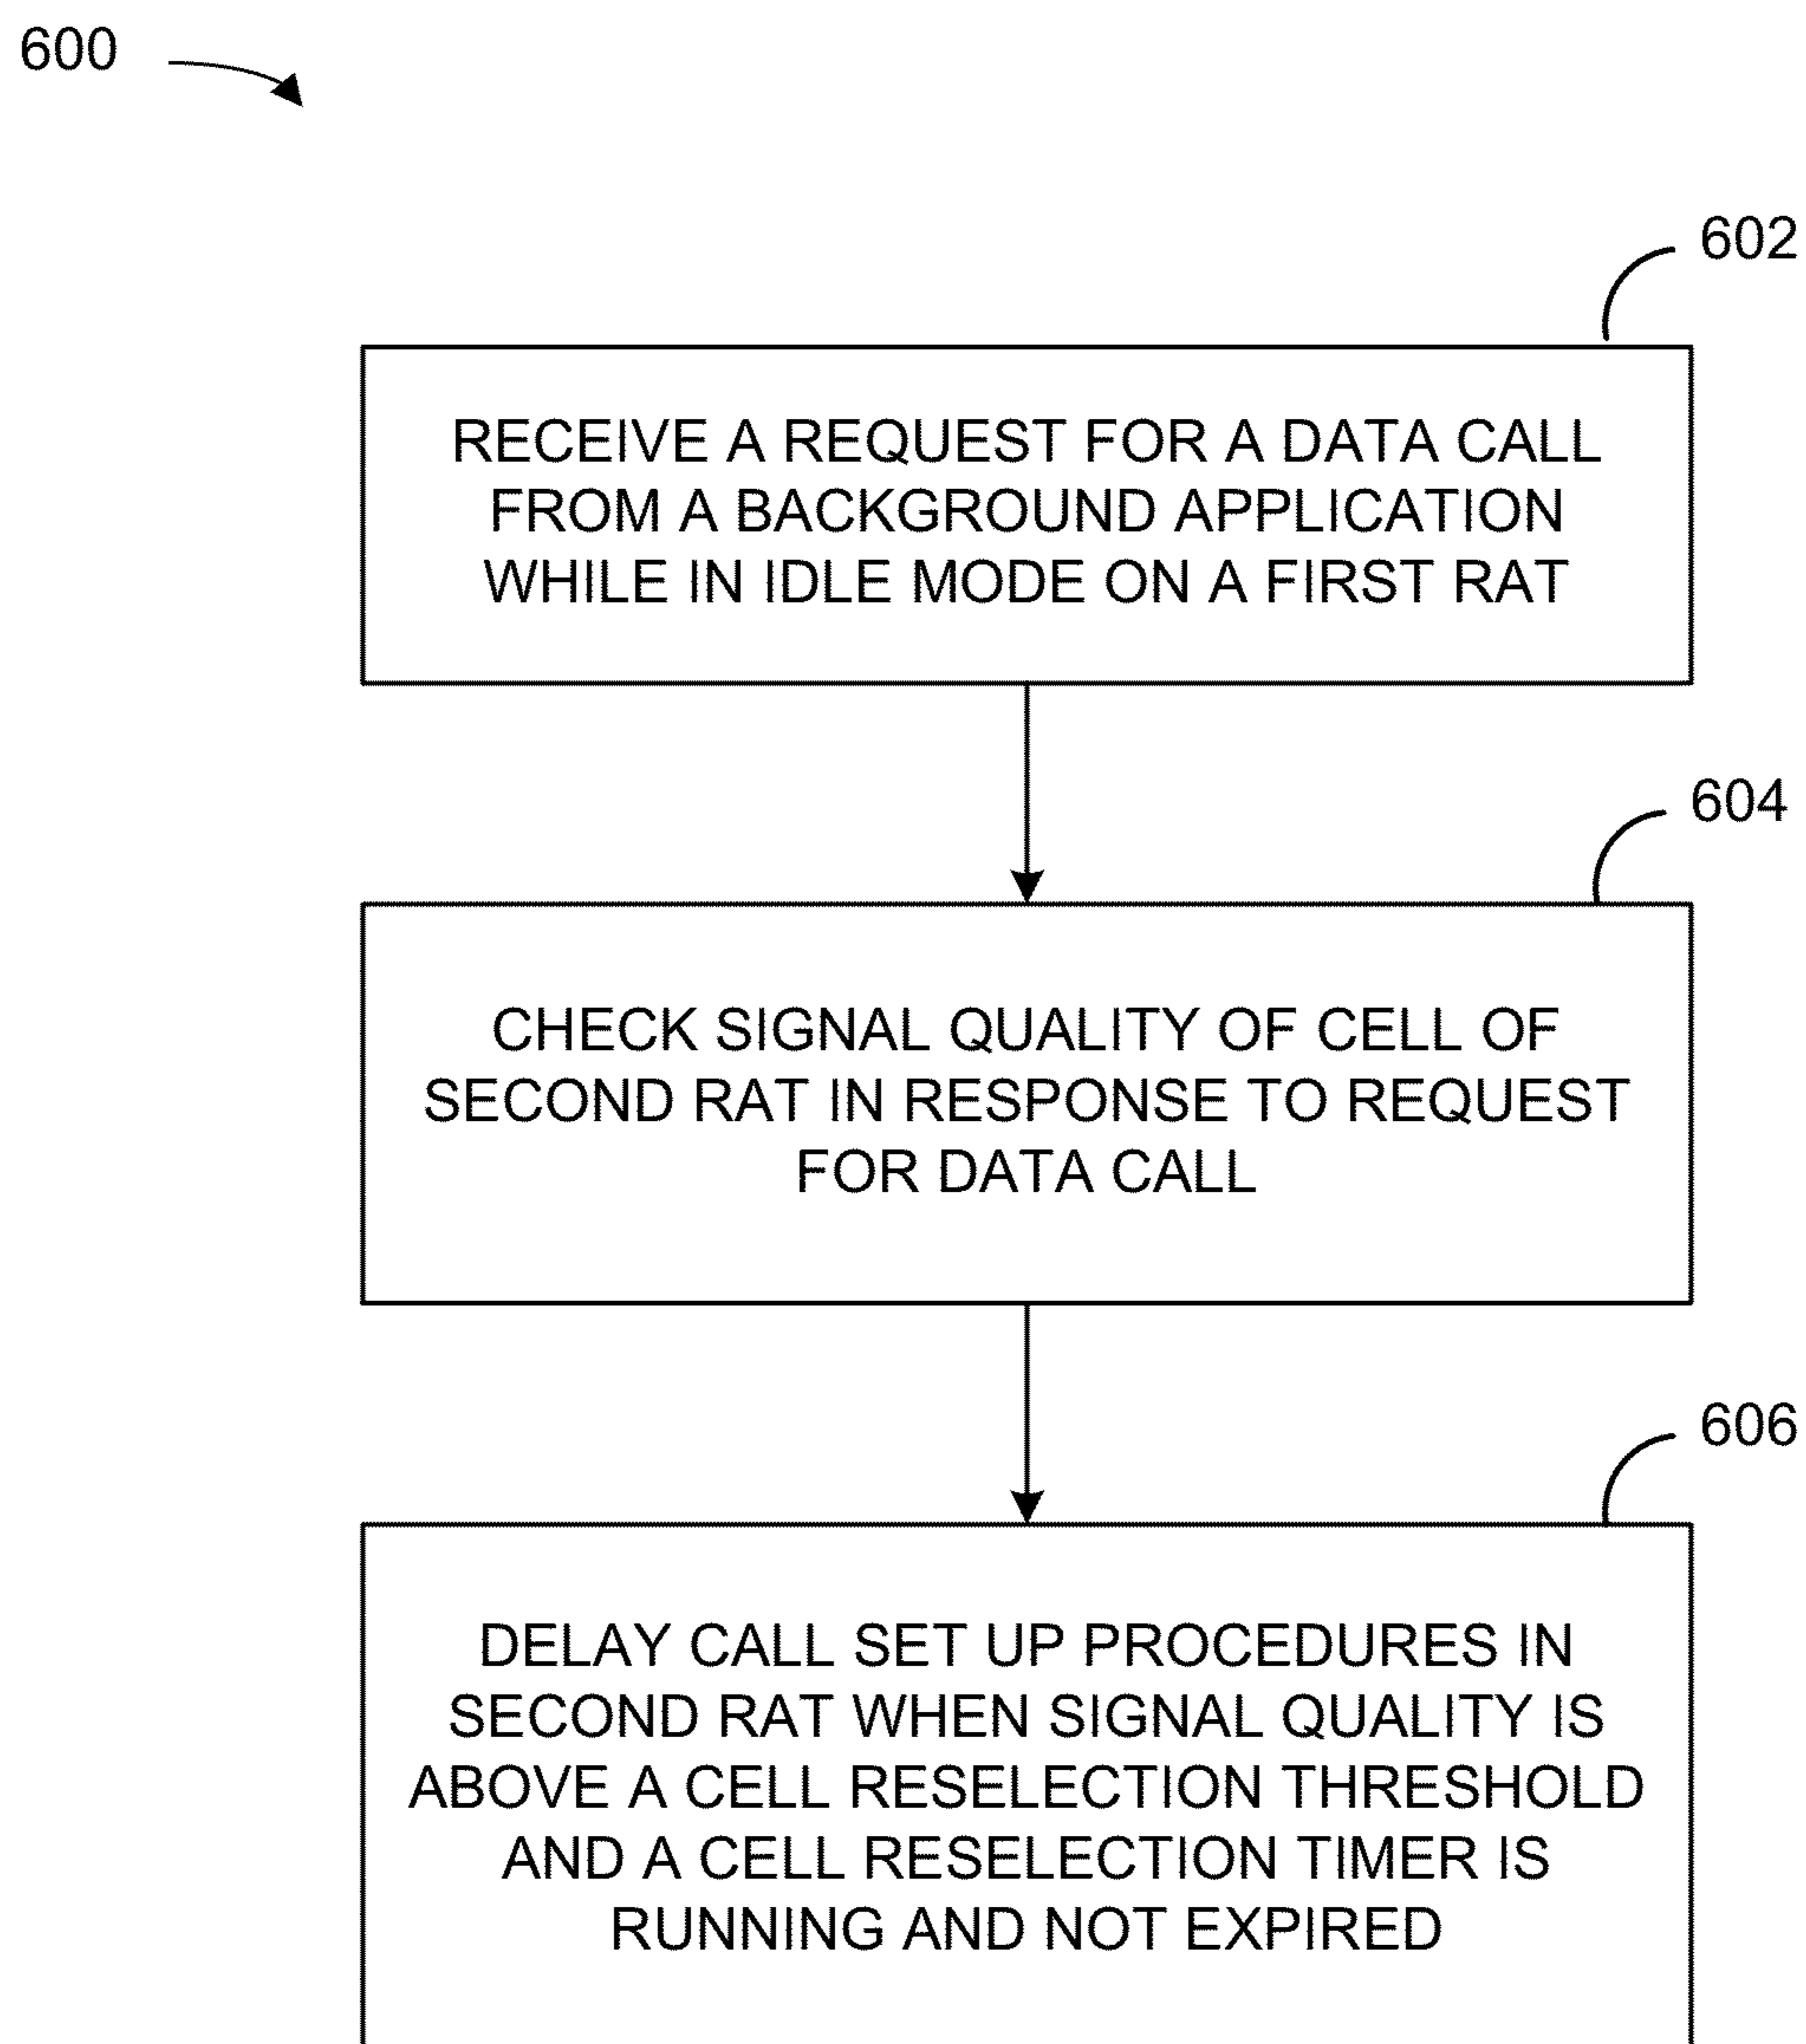 600
602
RECEIVE A REQUEST FOR A DATA CALL
FROM A BACKGROUND APPLICATION
WHILE IN IDLE MODE ON A FIRST RAT
604
CHECK SIGNAL QUALITY OF CELL OF
SECOND RAT IN RESPONSE TO REQUEST
FOR DATA CALL
606
DELAY CALL SET UP PROCEDURES IN
SECOND RAT WHEN SIGNAL QUALITY IS
ABOVE A CELL RESELECTION THRESHOLD
AND A CELL RESELECTION TIMER IS
RUNNING AND NOT EXPIRED